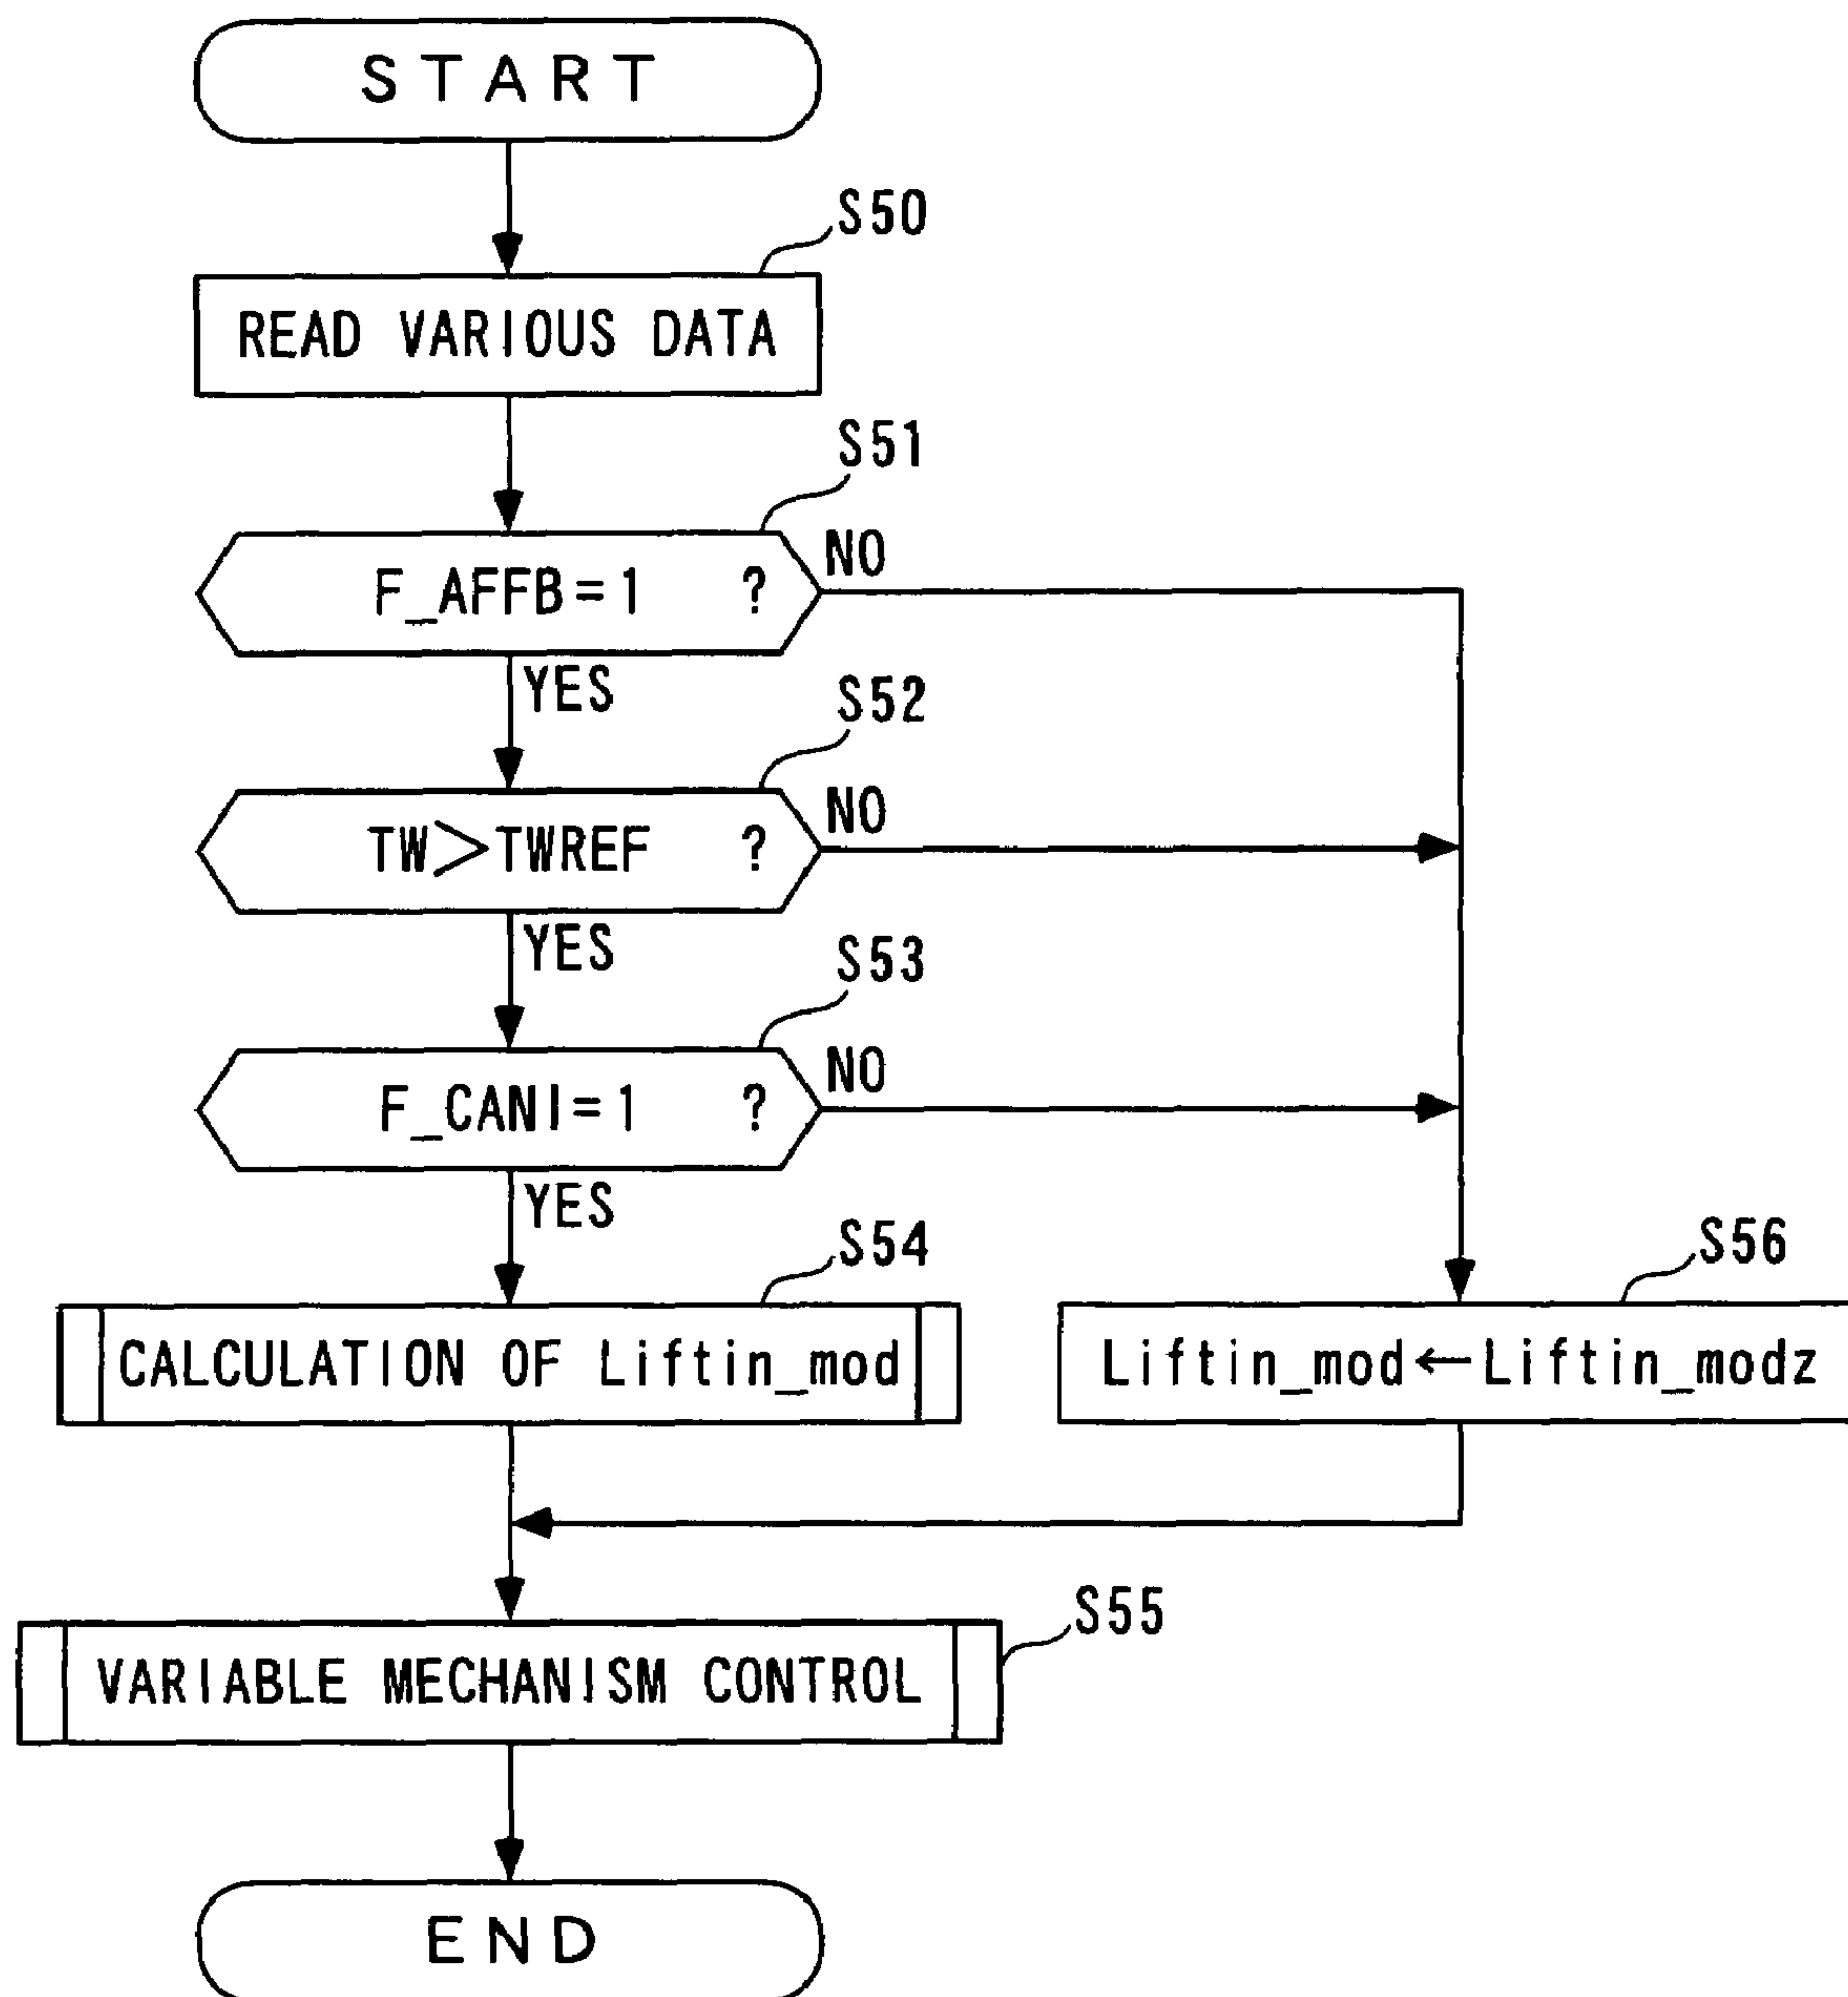 START
S50
READ VARIOUS DATA
S51
F_AFFB=1 ?
NO
YES
S52
TW>TWREF ?
NO
YES
S53
F_CANI=1 ?
NO
YES
S54
CALCULATION OF Liftin_mod
S56
Liftin_mod←Liftin_modz
S55
VARIABLE MECHANISM CONTROL
END